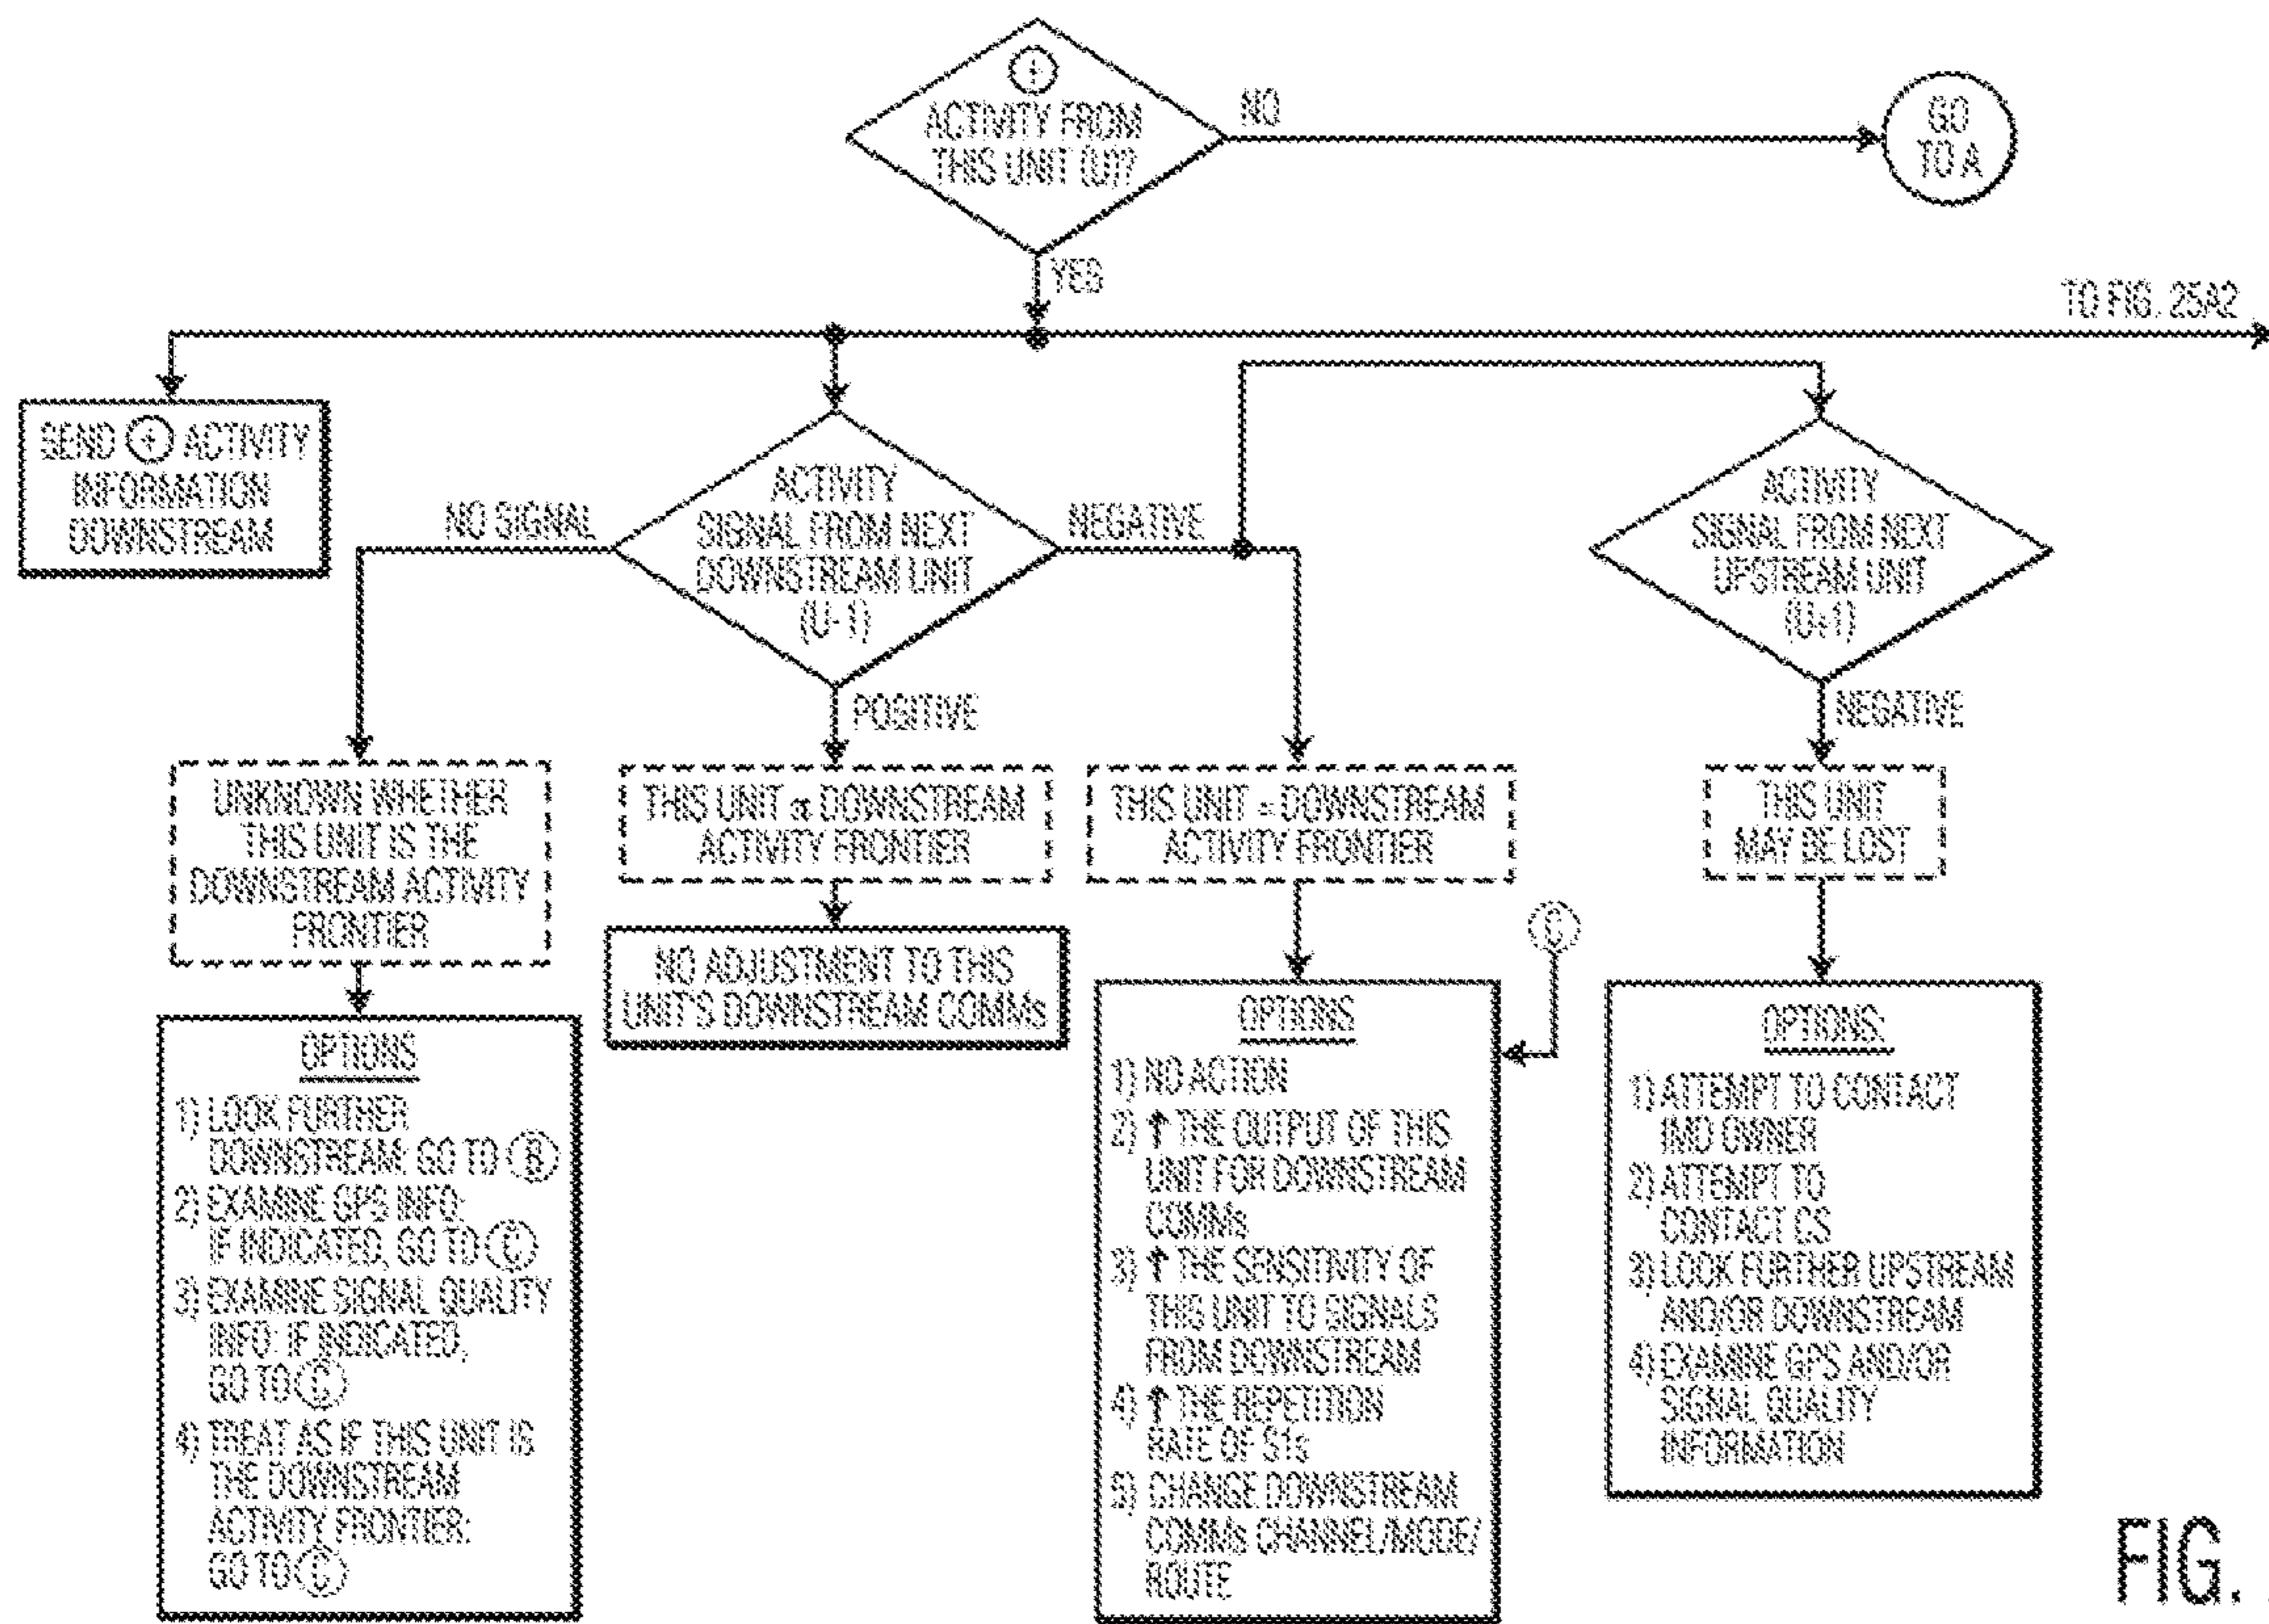 ⊕
ACTIVITY FROM
THIS UNIT (U)?
NO
GO
TO A
YES
TO FIG. 25A2
SEND ⊕ ACTIVITY
INFORMATION
DOWNSTREAM
NO SIGNAL
ACTIVITY
SIGNAL FROM NEXT
DOWNSTREAM UNIT
(U-1)
NEGATIVE
ACTIVITY
SIGNAL FROM NEXT
UPSTREAM UNIT
(U+1)
POSITIVE
NEGATIVE
UNKNOWN WHETHER
THIS UNIT IS THE
DOWNSTREAM ACTIVITY
FRONTIER
THIS UNIT ≠ DOWNSTREAM
ACTIVITY FRONTIER
THIS UNIT = DOWNSTREAM
ACTIVITY FRONTIER
THIS UNIT
MAY BE LOST
NO ADJUSTMENT TO THIS
UNIT'S DOWNSTREAM COMMs
C
OPTIONS
1) LOOK FURTHER
DOWNSTREAM: GO TO B
2) EXAMINE GPS INFO:
IF INDICATED, GO TO C
3) EXAMINE SIGNAL QUALITY
INFO: IF INDICATED,
GO TO C
4) TREAT AS IF THIS UNIT IS
THE DOWNSTREAM
ACTIVITY FRONTIER:
GO TO C
OPTIONS
1) NO ACTION
2) ↑ THE OUTPUT OF THIS
UNIT FOR DOWNSTREAM
COMMs
3) ↑ THE SENSITIVITY OF
THIS UNIT TO SIGNALS
FROM DOWNSTREAM
4) ↑ THE REPETITION
RATE OF S1s
5) CHANGE DOWNSTREAM
COMMs CHANNEL/MODE/
ROUTE
OPTIONS:
1) ATTEMPT TO CONTACT
IMD OWNER
2) ATTEMPT TO
CONTACT CS
3) LOOK FURTHER UPSTREAM
AND/OR DOWNSTREAM
4) EXAMINE GPS AND/OR
SIGNAL QUALITY
INFORMATION
FIG.